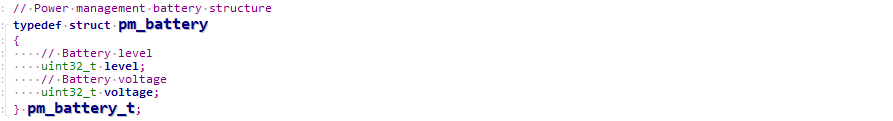 // Power management battery structure
typedef struct pm_battery
{
    // Battery level
    uint32_t level;
    // Battery voltage
    uint32_t voltage;
} pm_battery_t;